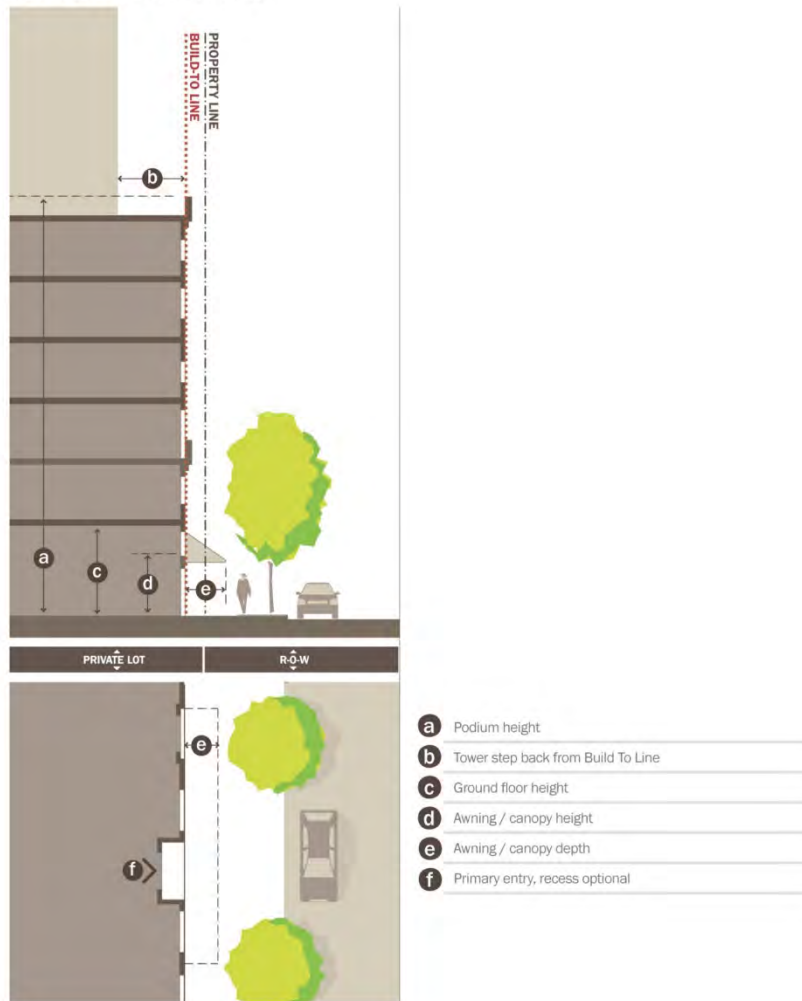 PROPERTY LINE
BUILD-TO LINE
b
a
c
d
e
PRIVATE LOT
R-O-W
e
f
a Podium height
b Tower step back from Build To Line
c Ground floor height
d Awning / canopy height
e Awning / canopy depth
f Primary entry, recess optional